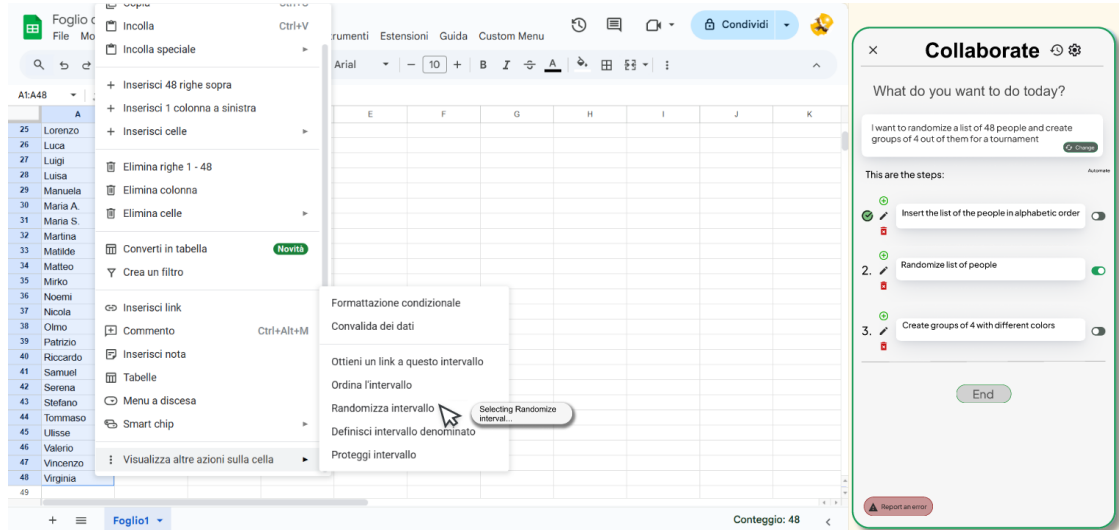 Foglio
File
Copia
Ctrl+C
Incolla
Ctrl+V
Incolla speciale
Estensioni
Guida
Custom Menu
Condividi
Arial
10
B
I
A
A1:A48
+ Inserisci 48 righe sopra
+ Inserisci 1 colonna a sinistra
+ Inserisci celle
Elimina righe 1 - 48
Elimina colonna
Elimina celle
Converti in tabella
Novità
Crea un filtro
Inserisci link
Commento
Ctrl+Alt+M
Inserisci nota
Tabelle
Menu a discesa
Smart chip
Visualizza altre azioni sulla cella
A
E
F
G
H
I
J
K
25 Lorenzo
26 Luca
27 Luigi
28 Luisa
29 Manuela
30 Maria A.
31 Maria S.
32 Martina
33 Matilde
34 Matteo
35 Mirko
36 Noemi
37 Nicola
38 Olmo
39 Patrizio
40 Riccardo
41 Samuel
42 Serena
43 Stefano
44 Tommaso
45 Ulisse
46 Valerio
47 Vincenzo
48 Virginia
49
Formattazione condizionale
Convalida dei dati
Ottieni un link a questo intervallo
Ordina l'intervallo
Randomizza intervallo
Definisci intervallo denominato
Proteggi intervallo
Selecting Randomize
interval...
Foglio1
Conteggio: 48
Collaborate
What do you want to do today?
I want to randomize a list of 48 people and create
groups of 4 out of them for a tournament
Change
This are the steps:
Automate
Insert the list of the people in alphabetic order
2.
Randomize list of people
3.
Create groups of 4 with different colors
End
Report an error